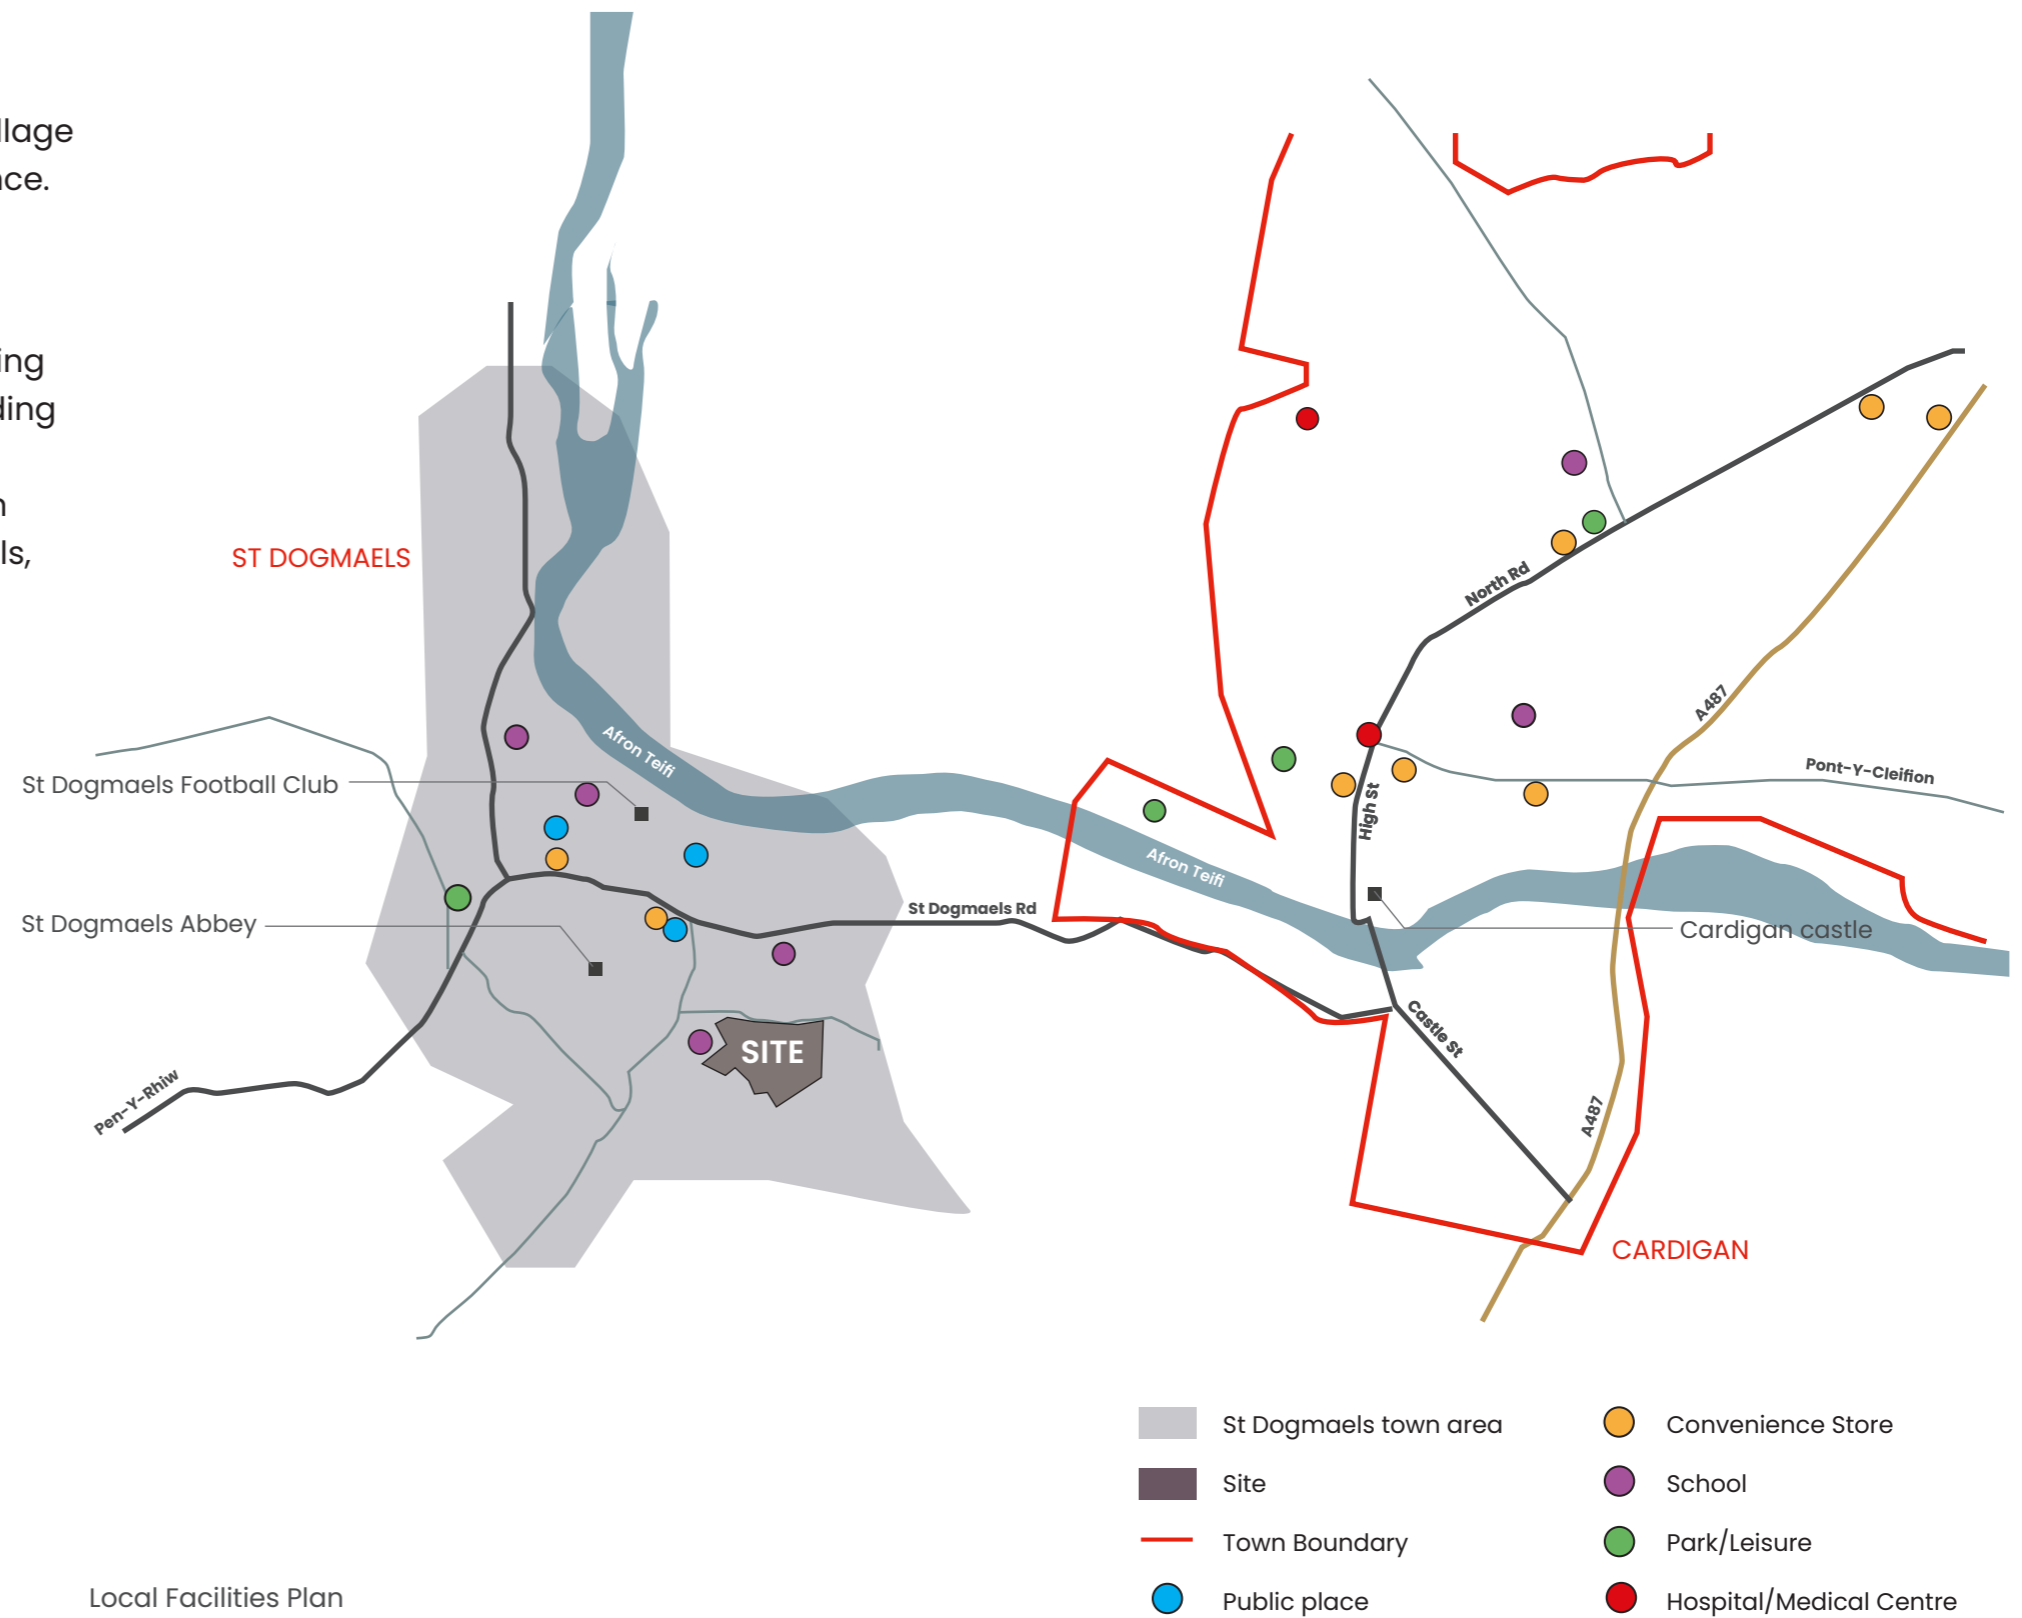 llage
nce.
ing
ding
n
ls,
ST DOGMAELS
St Dogmaels Football Club
St Dogmaels Abbey
Pen-Y-Rhiw
Afron Teifi
SITE
St Dogmaels Rd
Afron Teifi
North Rd
High St
A487
Pont-Y-Cleifion
Cardigan castle
Castle St
A487
CARDIGAN
St Dogmaels town area
Site
Town Boundary
Public place
Convenience Store
School
Park/Leisure
Hospital/Medical Centre
Local Facilities Plan